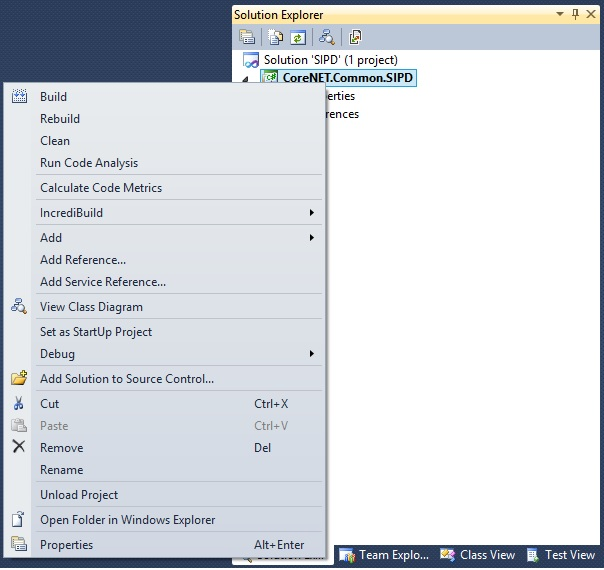 Solution Explorer
Solution 'SIPD' (1 project)
CoreNET.Common.SIPD
erties
rences
Build
Rebuild
Clean
Run Code Analysis
Calculate Code Metrics
IncrediBuild
Add
Add Reference...
Add Service Reference...
View Class Diagram
Set as StartUp Project
Debug
Add Solution to Source Control...
Cut Ctrl+X
Paste Ctrl+V
Remove Del
Rename
Unload Project
Open Folder in Windows Explorer
Properties Alt+Enter
Team Explo... Class View Test View